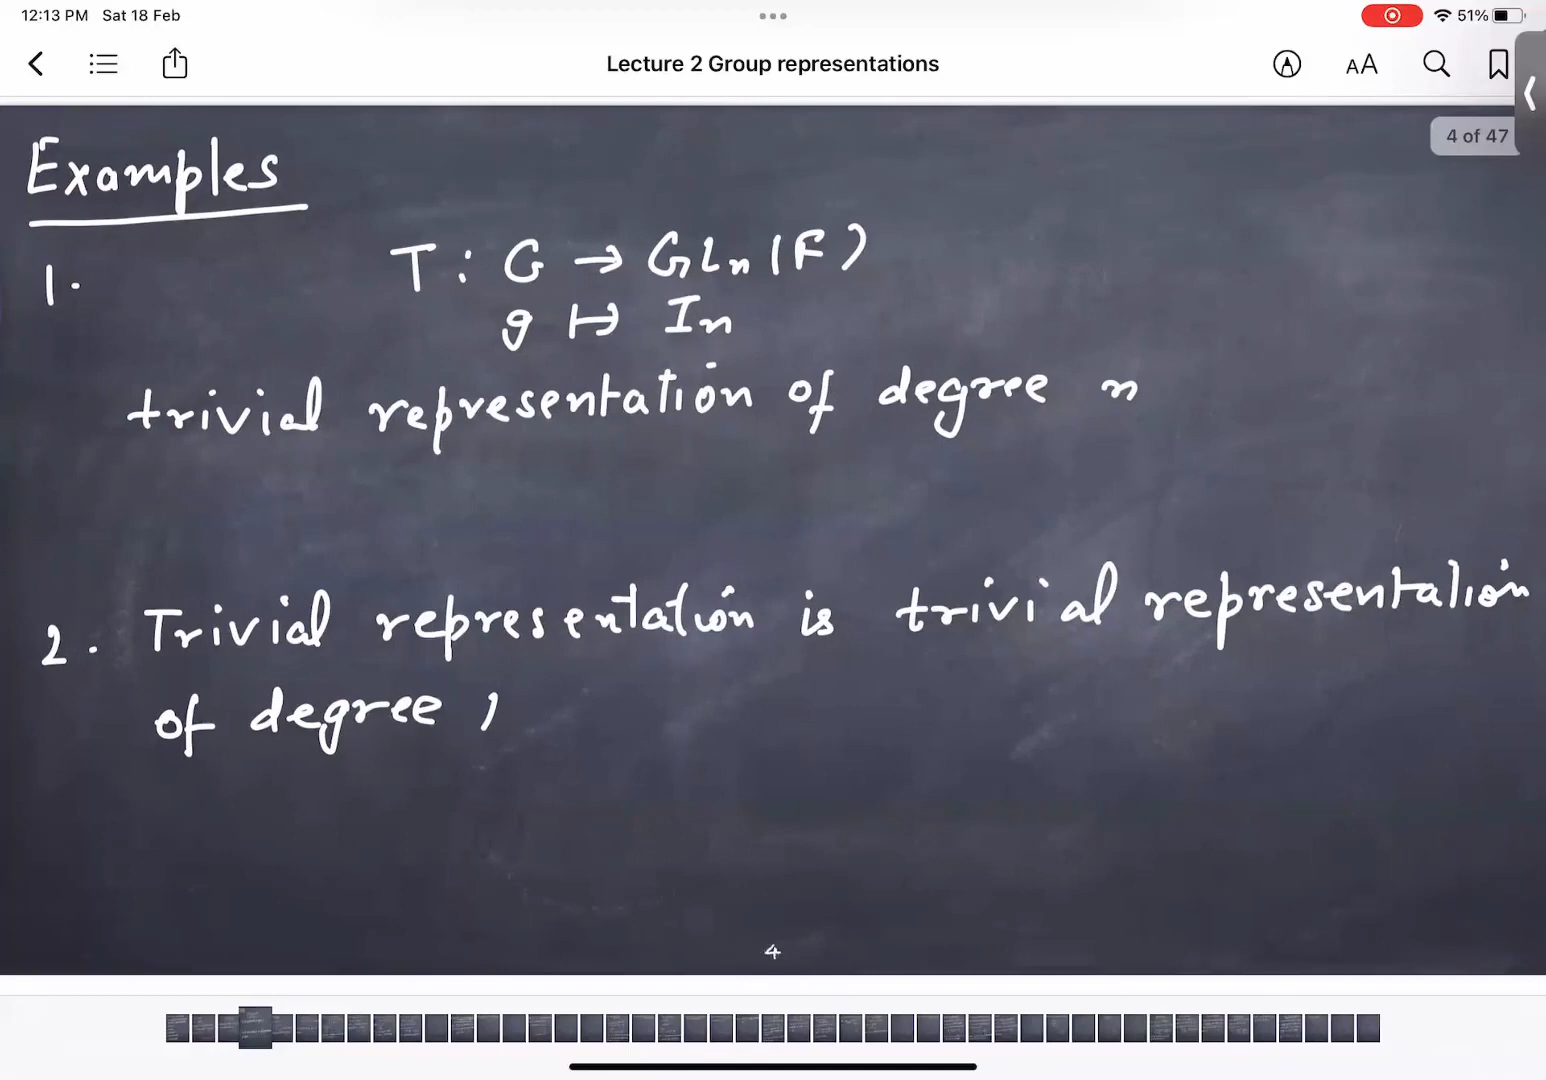 12:13 PM Sat 18 Feb
51%
Lecture 2 Group representations
AA
4 of 47
Examples
1. T : G → GLn (F)
g ↦ In
trivial representation of degree n
2. Trivial representation is trivial representation
of degree 1
4